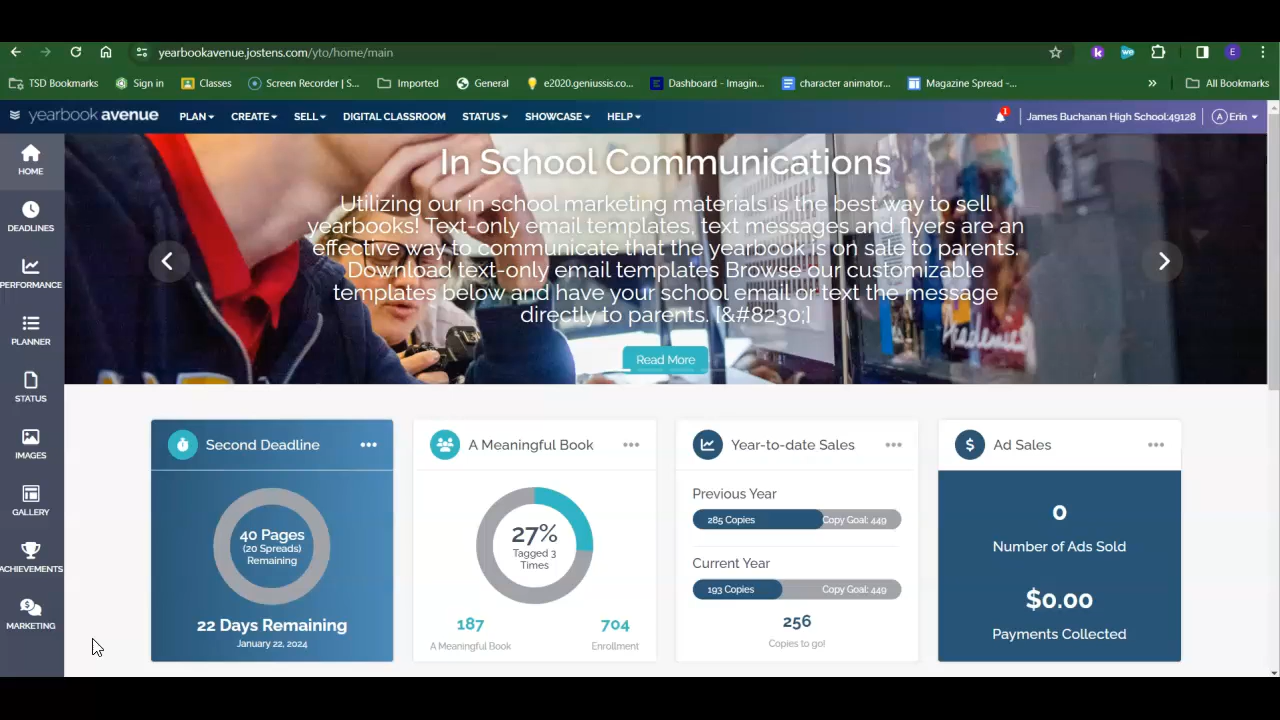 yearbookavenue.jostens.com/yto/home/main
TSD Bookmarks Sign in Classes Screen Recorder | S... Imported General e2020.geniussis.co... Dashboard - Imagin... character animator... Magazine Spread -... » All Bookmarks
yearbook avenue PLAN CREATE SELL DIGITAL CLASSROOM STATUS SHOWCASE HELP 1 James Buchanan High School:49128 A Erin
HOME
DEADLINES
PERFORMANCE
PLANNER
STATUS
IMAGES
GALLERY
ACHIEVEMENTS
MARKETING
In School Communications
Utilizing our in school marketing materials is the best way to sell
yearbooks! Text-only email templates, text messages and flyers are an
effective way to communicate that the yearbook is on sale to parents.
Download text-only email templates Browse our customizable
templates below and have your school email or text the message
directly to parents. [&#8230;]
Read More
Second Deadline
40 Pages
(20 Spreads)
Remaining
22 Days Remaining
January 22, 2024
A Meaningful Book
27%
Tagged 3
Times
187 704
A Meaningful Book Enrollment
Year-to-date Sales
Previous Year
285 Copies Copy Goal: 449
Current Year
193 Copies Copy Goal: 449
256
Copies to go!
$ Ad Sales
0
Number of Ads Sold
$0.00
Payments Collected